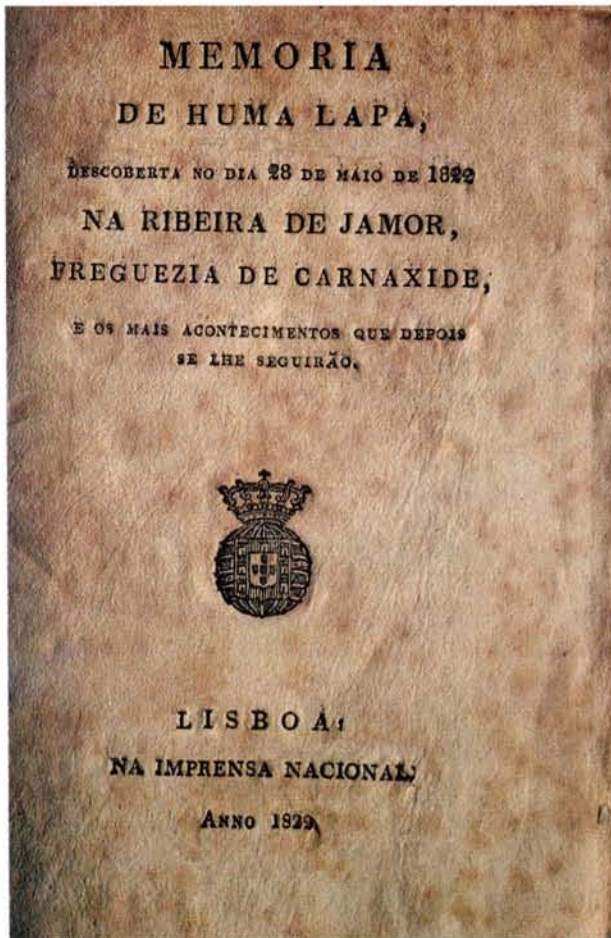 MEMORIA
DE HUMA LAPA,
DESCOBERTA NO DIA 28 DE MAIO DE 1822
NA RIBEIRA DE JAMOR,
FREGUEZIA DE CARNAXIDE,
E OS MAIS ACONTECIMENTOS QUE DEPOIS
SE LHE SEGUIRÃO.
LISBOA:
NA IMPRENSA NACIONAL;
ANNO 1822